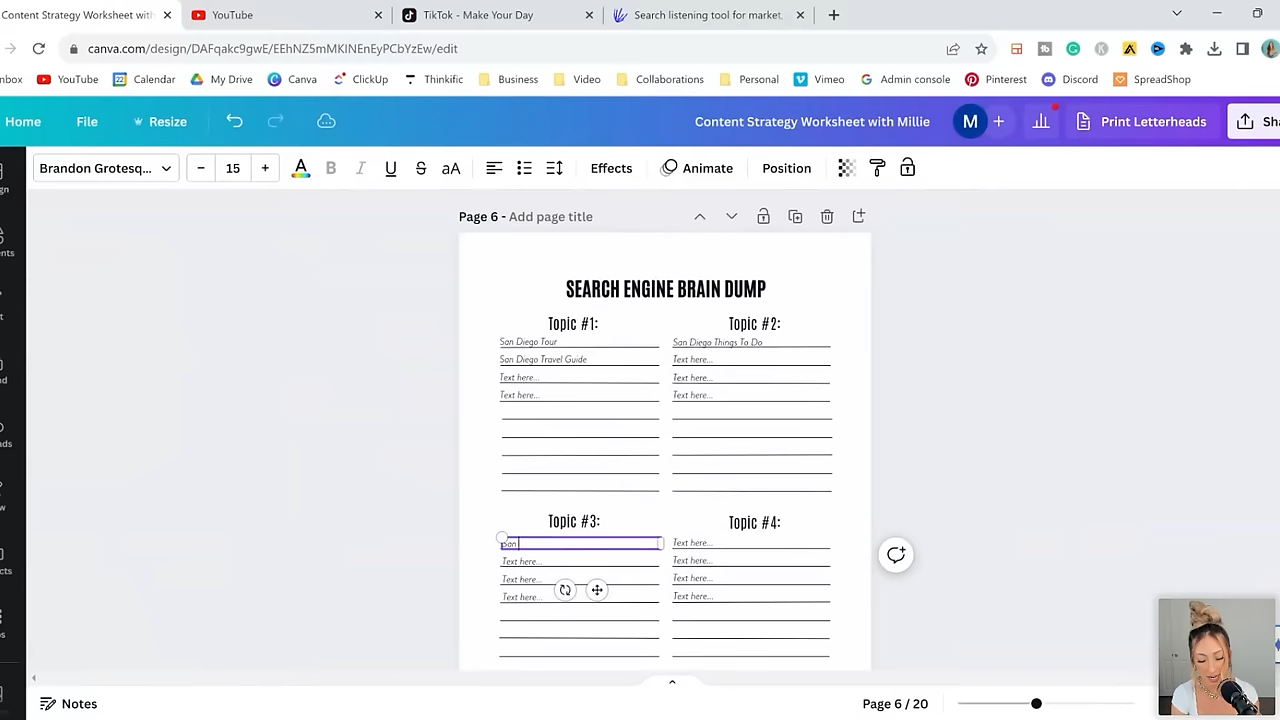 Content Strategy Worksheet with
YouTube
TikTok - Make Your Day
Search listening tool for market,
canva.com/design/DAFqakc9gwE/EEhNZ5mMKlNEnEyPCbYzEw/edit
nbox
YouTube
Calendar
My Drive
Canva
ClickUp
Thinkific
Business
Video
Collaborations
Personal
Vimeo
Admin console
Pinterest
Discord
SpreadShop
Home
File
Resize
Content Strategy Worksheet with Millie
M
Print Letterheads
Sha
Brandon Grotesq...
15
A
B
I
U
S
aA
Effects
Animate
Position
Page 6 - Add page title
SEARCH ENGINE BRAIN DUMP
Topic #1:
San Diego Tour
San Diego Travel Guide
Text here...
Text here...
Topic #2:
San Diego Things To Do
Text here...
Text here...
Text here...
Topic #3:
San
Text here...
Text here...
Text here...
Topic #4:
Text here...
Text here...
Text here...
Text here...
Notes
Page 6 / 20